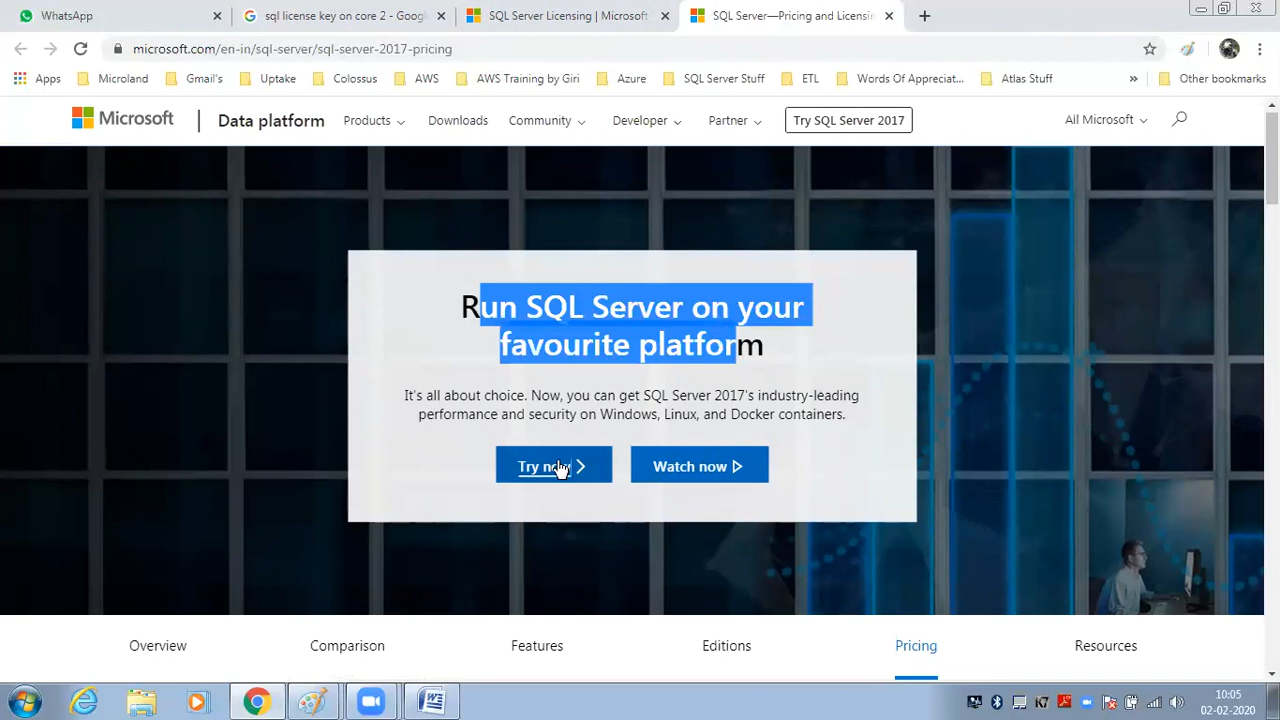 WhatsApp
sql license key on core 2 - Goog
SQL Server Licensing | Microsoft
SQL Server—Pricing and Licensin
microsoft.com/en-in/sql-server/sql-server-2017-pricing
Apps
Microland
Gmail's
Uptake
Colossus
AWS
AWS Training by Giri
Azure
SQL Server Stuff
ETL
Words Of Appreciat...
Atlas Stuff
»
Other bookmarks
Microsoft
Data platform
Products
Downloads
Community
Developer
Partner
Try SQL Server 2017
All Microsoft
Run SQL Server on your
favourite platform
It's all about choice. Now, you can get SQL Server 2017's industry-leading
performance and security on Windows, Linux, and Docker containers.
Try now
Watch now
Overview
Comparison
Features
Editions
Pricing
Resources
10:05
02-02-2020